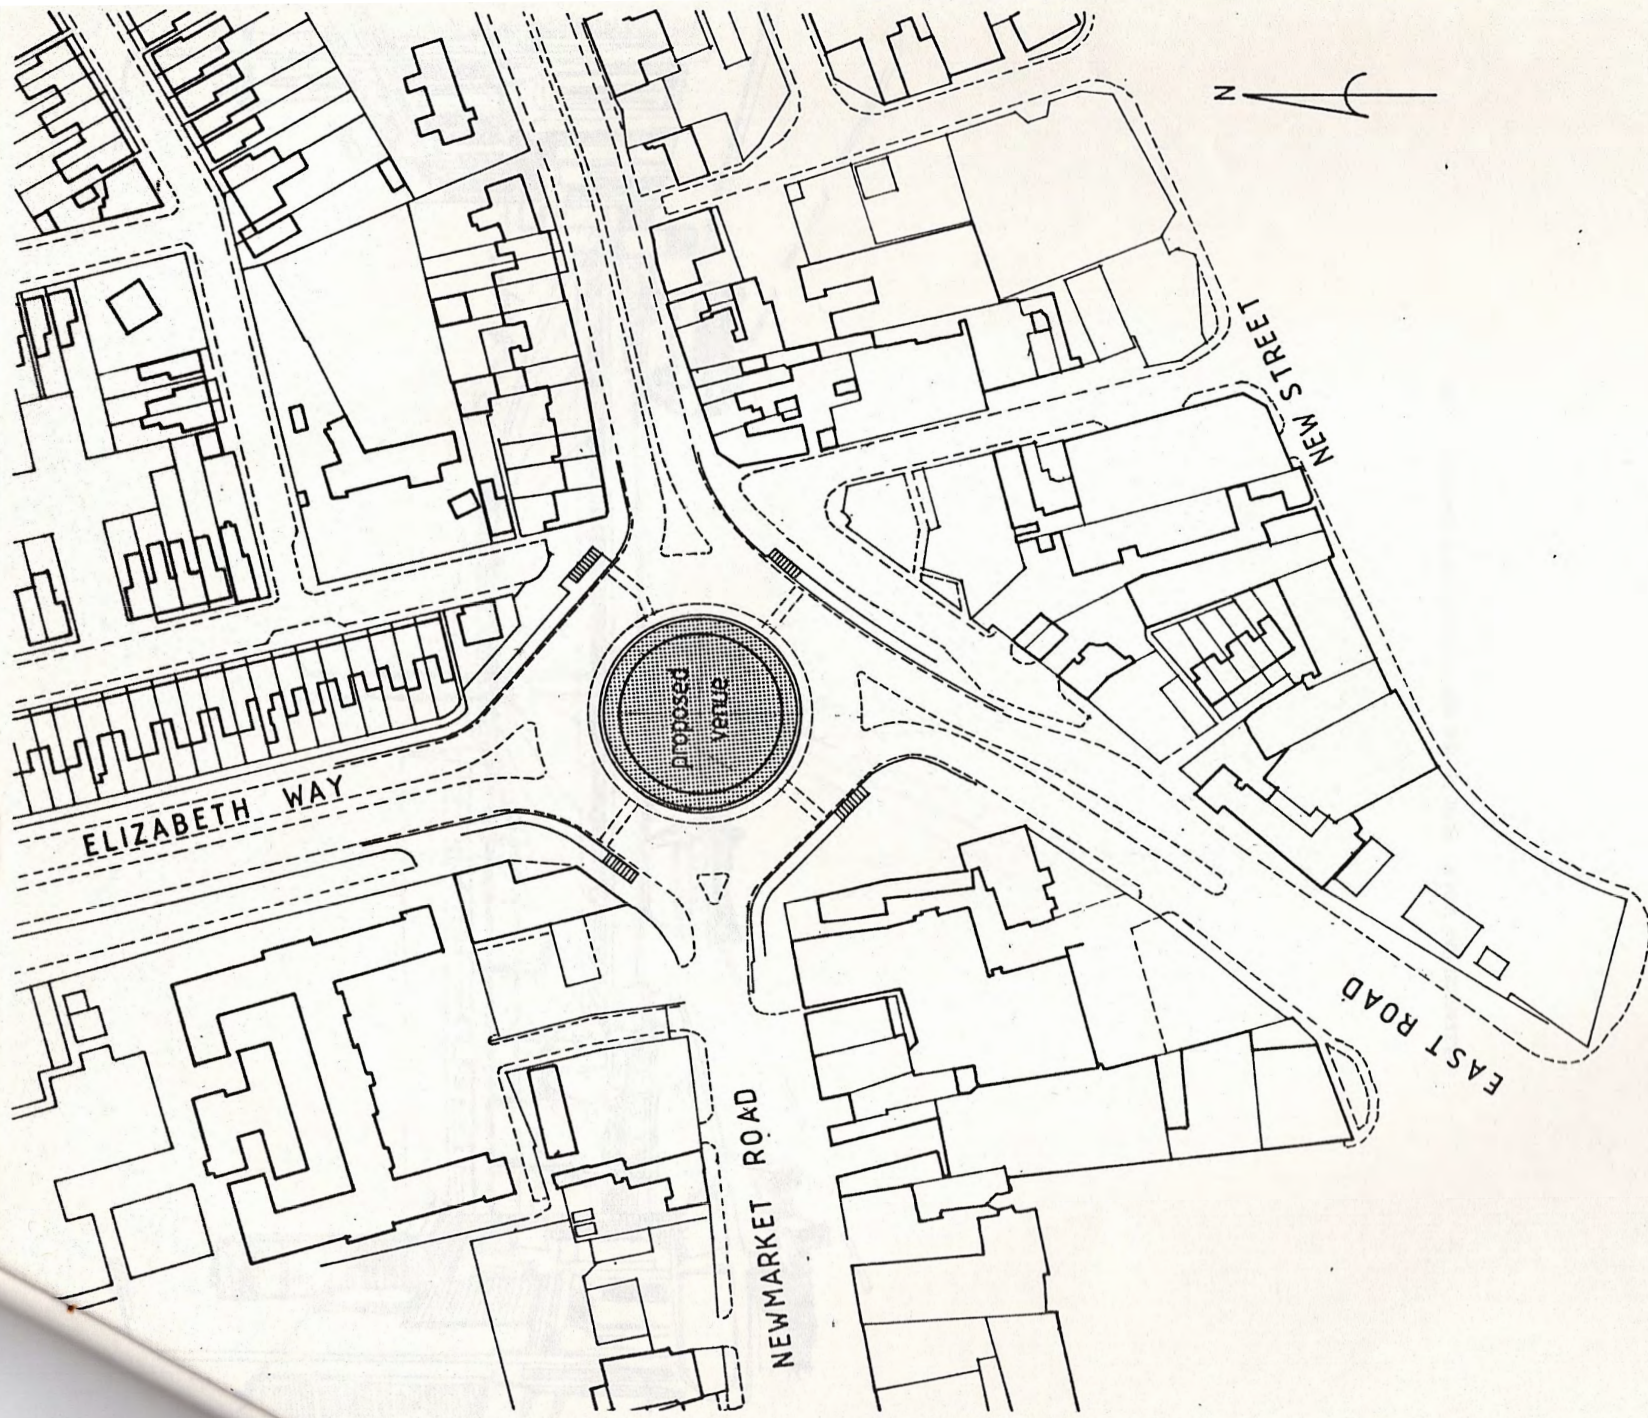 N
NEW STREET
proposed
venue
ELIZABETH WAY
EAST ROAD
NEWMARKET ROAD